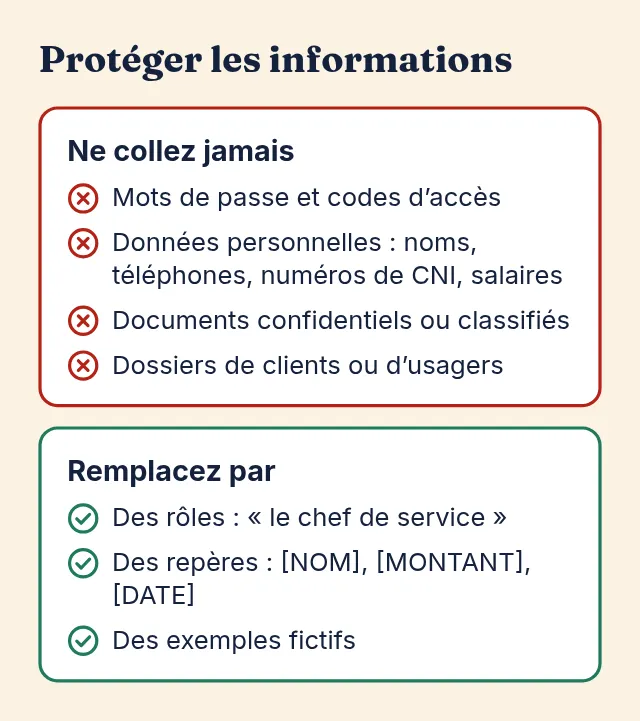 Protéger les informations
Ne collez jamais
Mots de passe et codes d’accès
Données personnelles : noms,
téléphones, numéros de CNI, salaires
Documents confidentiels ou classifiés
Dossiers de clients ou d’usagers
Remplacez par
Des rôles : « le chef de service »
Des repères : [NOM], [MONTANT],
[DATE]
Des exemples fictifs